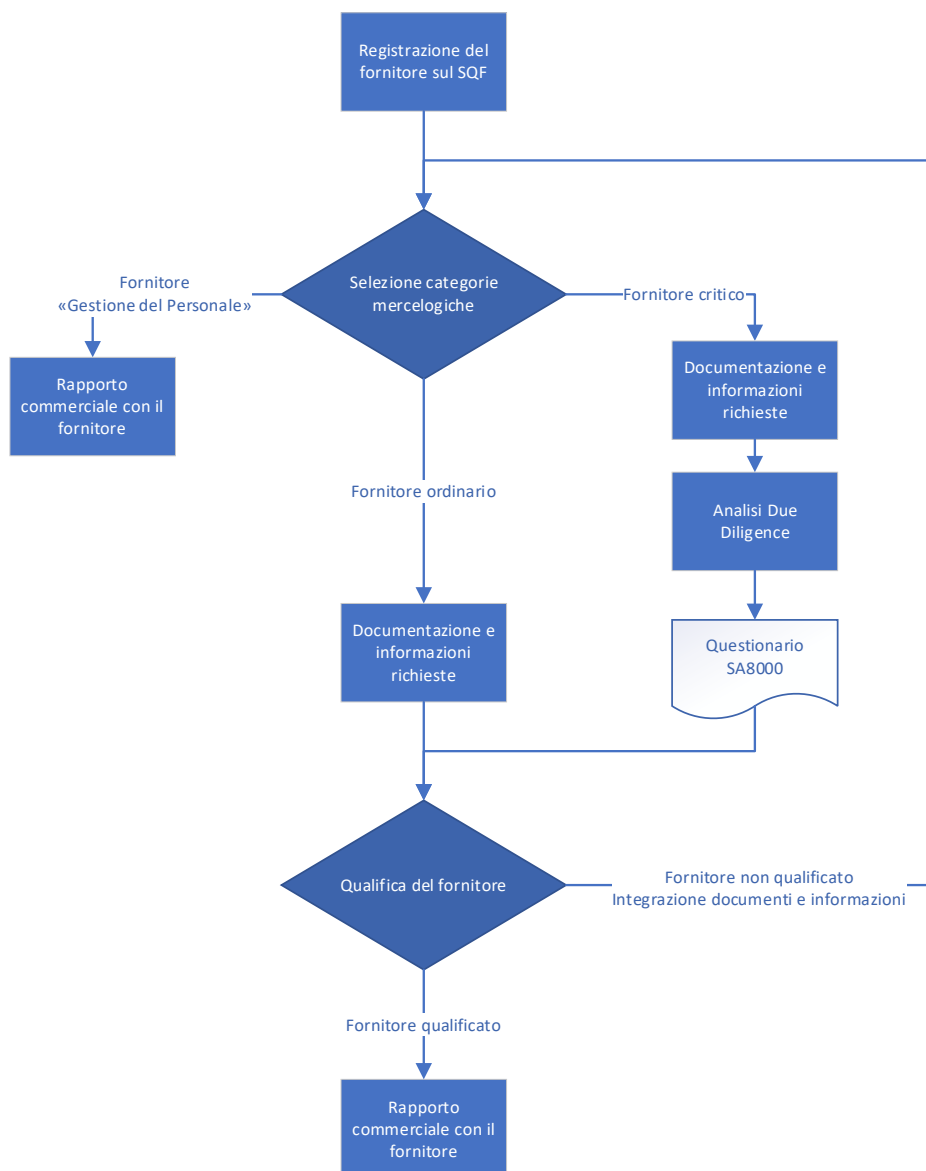 Registrazione del
fornitore sul SQF
Selezione categorie
mercelogiche
Fornitore
«Gestione del Personale»
Fornitore critico
Rapporto
commerciale con il
fornitore
Documentazione e
informazioni
richieste
Fornitore ordinario
Analisi Due
Diligence
Documentazione e
informazioni
richieste
Questionario
SA8000
Qualifica del fornitore
Fornitore non qualificato
Integrazione documenti e informazioni
Fornitore qualificato
Rapporto
commerciale con il
fornitore